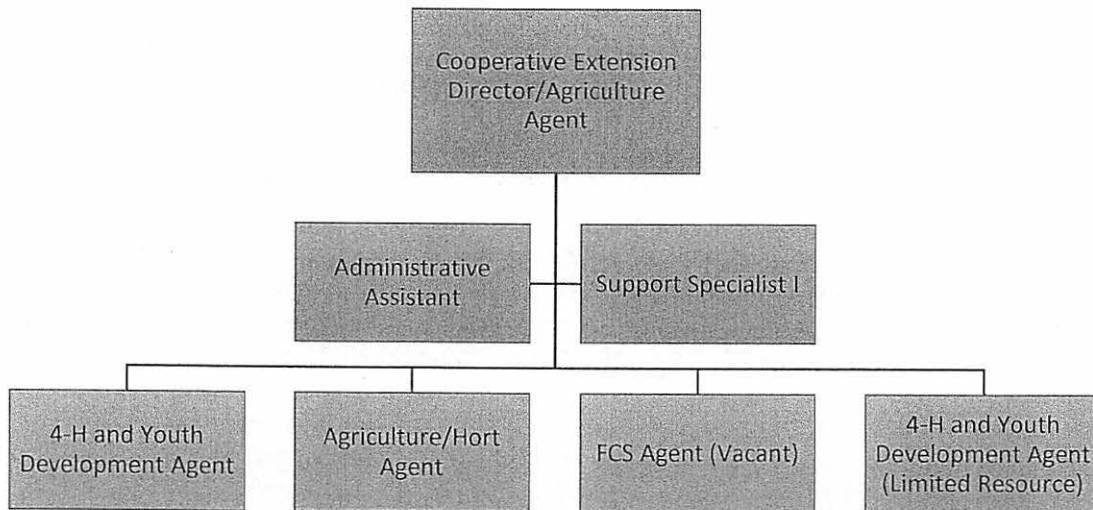 Cooperative Extension
Director/Agriculture
Agent
Administrative
Assistant
Support Specialist I
4-H and Youth
Development Agent
Agriculture/Hort
Agent
FCS Agent (Vacant)
4-H and Youth
Development Agent
(Limited Resource)